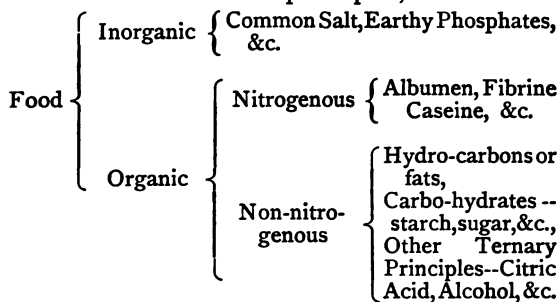 Food
Inorganic
Common Salt, Earthy Phosphates,
&c.
Organic
Nitrogenous
Albumen, Fibrine
Caseine, &c.
Non-nitro-
genous
Hydro-carbons or
fats,
Carbo-hydrates --
starch, sugar, &c.,
Other Ternary
Principles--Citric
Acid, Alcohol, &c.